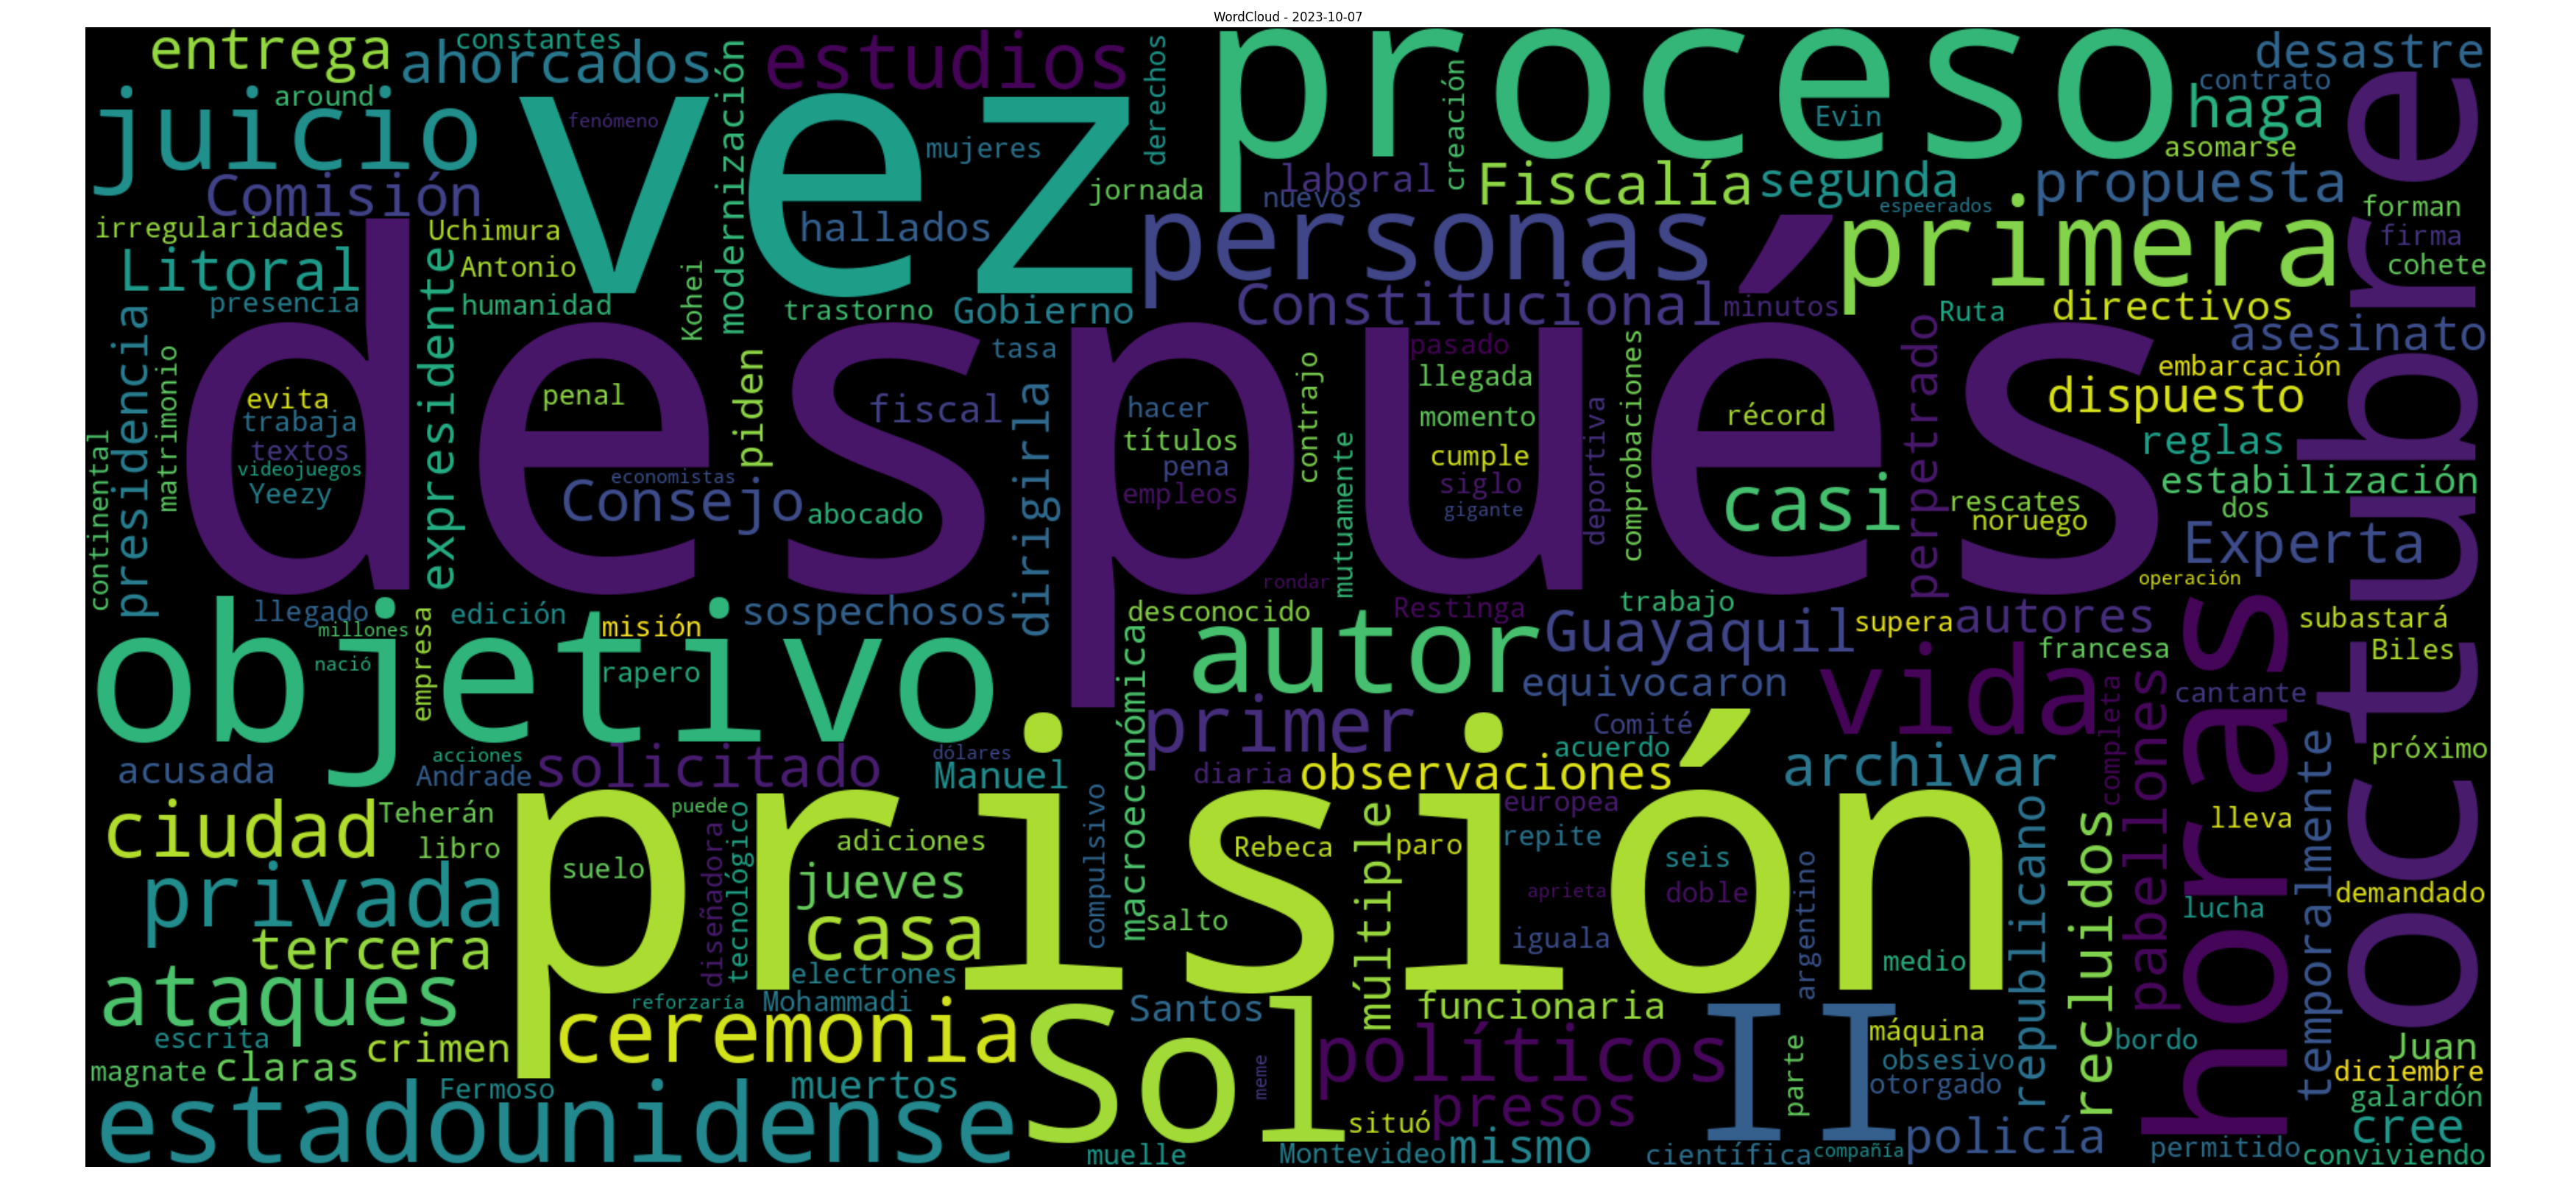 WordCloud - 2023-10-07
entrega
constantes
ahorcados
estudios
derechos
proceso
desastre
contrato
haga
juicio
around
vez
fenómeno
modernización
mujeres
creación
Evin
asomarse
octubre
Comisión
jornada
laboral
nuevos
Fiscalía
segunda
espeerados
propuesta
forman
firma
cohete
irregularidades
Uchimura
hallados
personas
primera
Litoral
Antonio
Kohei
presencia
humanidad
trastorno
Gobierno
Constitucional
minutos
Ruta
directivos
asesinato
presidencia
matrimonio
expresidente
después
tasa
pasado
llegada
comprobaciones
perpetrado
embarcación
evita
penal
piden
fiscal
dirigirla
hacer
contrajo
momento
deportiva
récord
dispuesto
trabaja
textos
videojuegos
Yeezy
títulos
pena
empleos
cumple
siglo
gigante
reglas
continental
economistas
Consejo
abocado
mutuamente
casi
rescates
noruego
estabilización
dos
Experta
rondar
operación
llegado
millones
nació
empresa
edición
misión
rapero
sospechosos
desconocido
Restinga
trabajo
Guayaquil
supera
autores
subastará
objetivo
macroeconómica
autor
equivocaron
vida
francesa
Biles
horas
pabellones
cantante
primer
Comité
completa
acusada
acciones
Andrade
solicitado
dólares
Manuel
diaria
observaciones
acuerdo
archivar
temporalmente
próximo
ciudad
Teherán
libro
prisión
puede
diseñadora
tecnológico
adiciones
compulsivo
Rebeca
múltiple
paro
europea
repite
seis
doble
republicano
recluidos
lleva
privada
suelo
jueves
casa
salto
aprieta
iguala
argentino
medio
demandado
lucha
tercera
electrones
ataques
reforzaría
Mohammadi
ceremonia
Sol
Santos
funcionaria
II
máquina
bordo
Juan
escrita
crimen
políticos
parte
obsesivo
otorgado
diciembre
magnate
claras
Fermoso
muertos
meme
situó
presos
galardón
estadounidense
muelle
Montevideo
mismo
científica
compañía
policía
permitido
cree
conviviendo